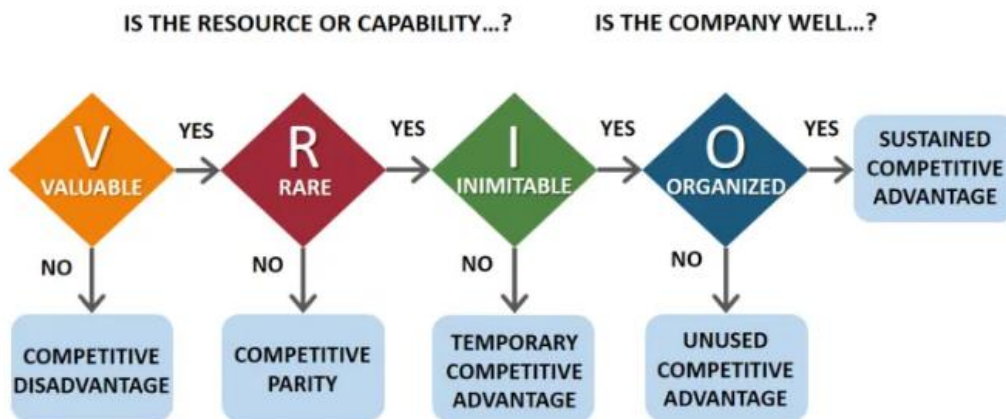 IS THE RESOURCE OR CAPABILITY...?
IS THE COMPANY WELL...?
V
VALUABLE
YES
R
RARE
YES
I
INIMITABLE
YES
O
ORGANIZED
YES
SUSTAINED
COMPETITIVE
ADVANTAGE
NO
NO
NO
NO
COMPETITIVE
DISADVANTAGE
COMPETITIVE
PARITY
TEMPORARY
COMPETITIVE
ADVANTAGE
UNUSED
COMPETITIVE
ADVANTAGE